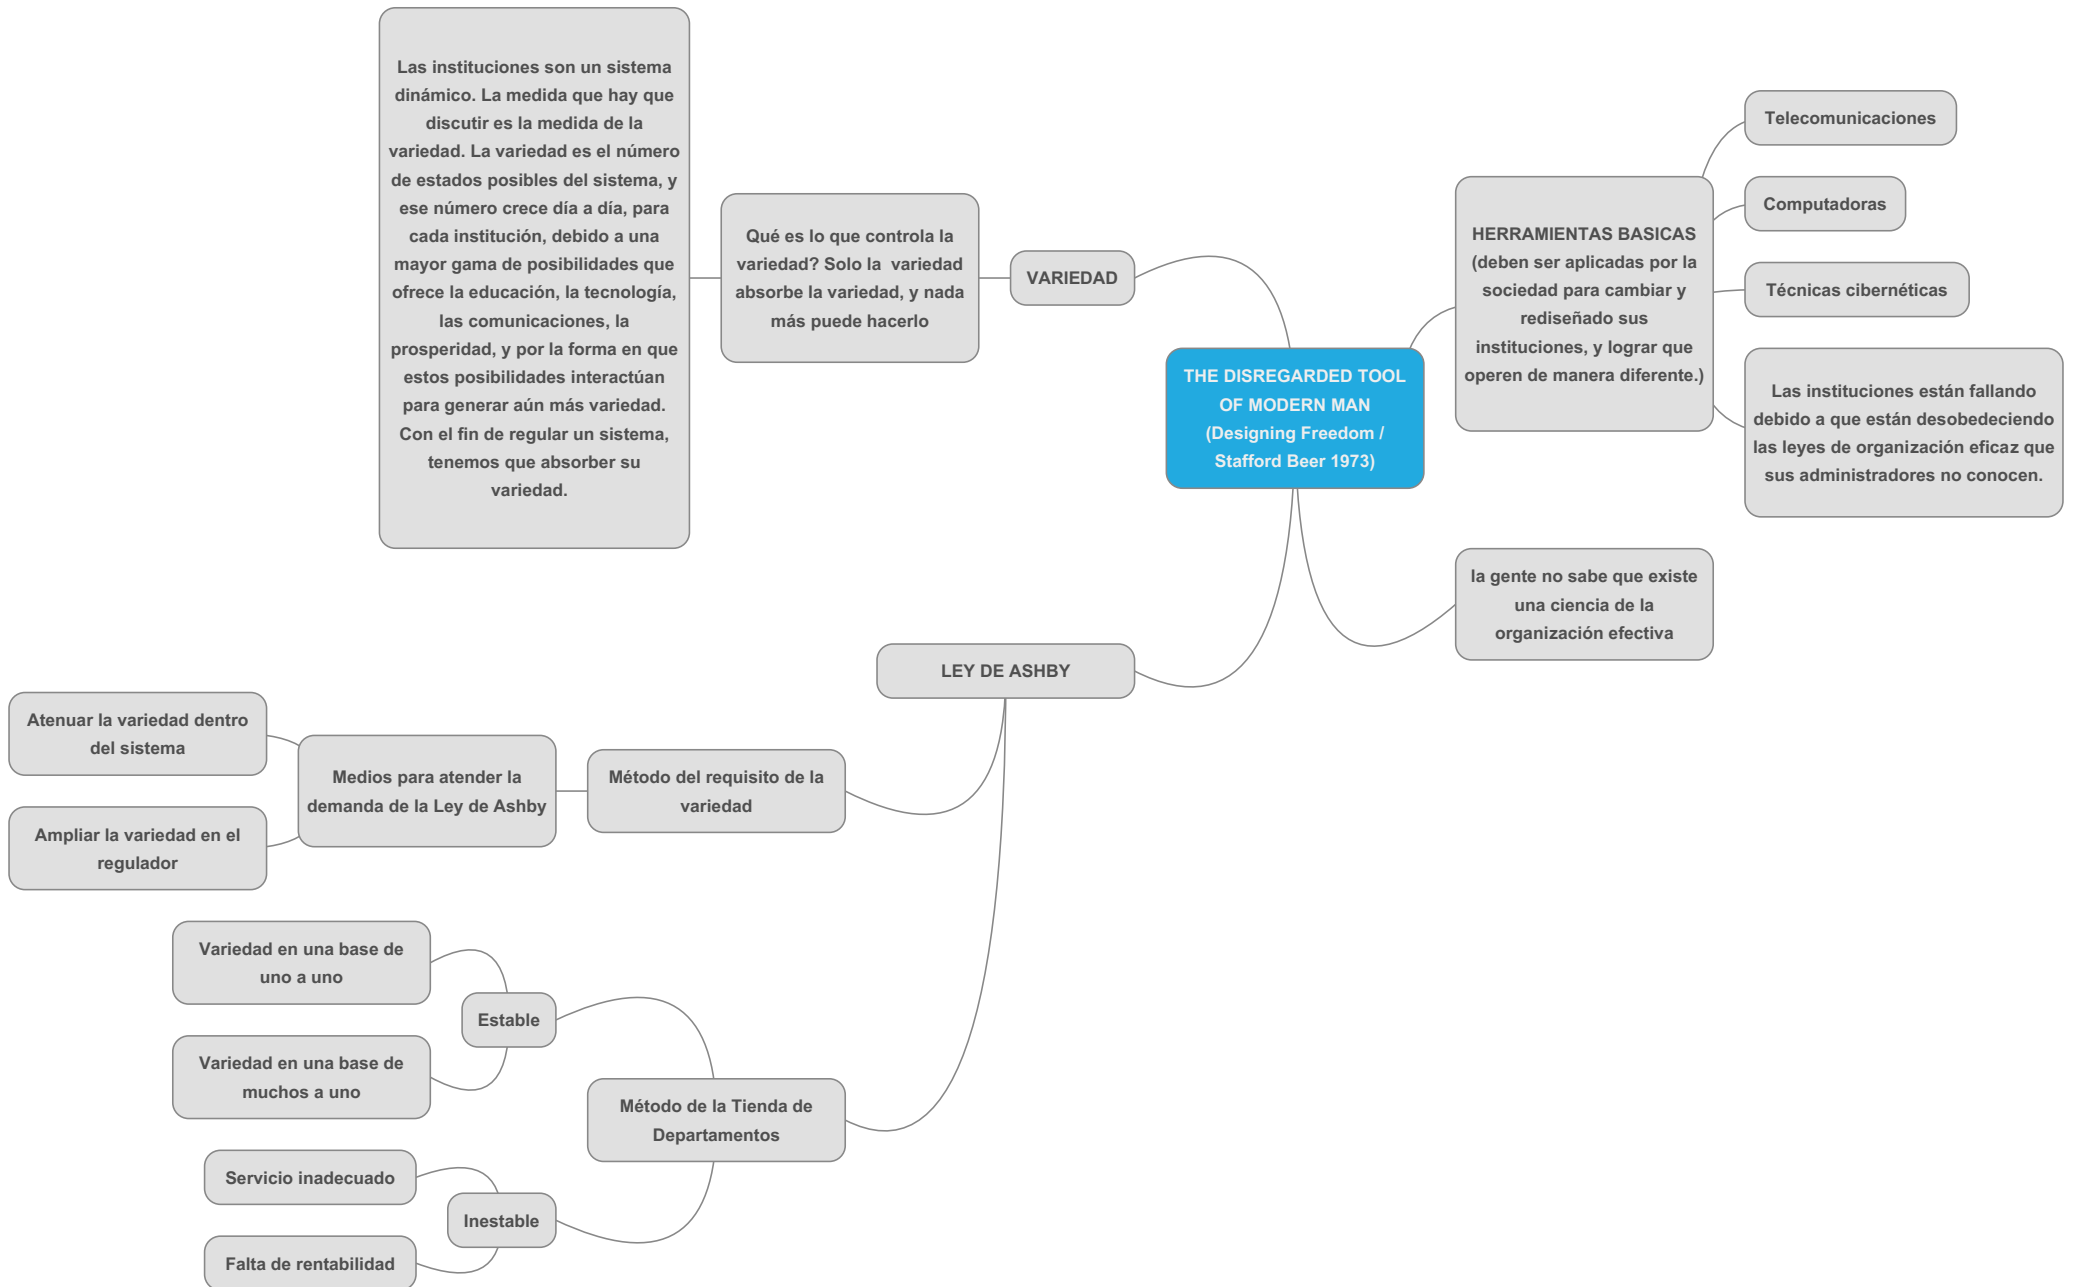 Las instituciones son un sistema
dinámico. La medida que hay que
discutir es la medida de la
variedad. La variedad es el número
de estados posibles del sistema, y
ese número crece día a día, para
cada institución, debido a una
mayor gama de posibilidades que
ofrece la educación, la tecnología,
las comunicaciones, la
prosperidad, y por la forma en que
estos posibilidades interactúan
para generar aún más variedad.
Con el fin de regular un sistema,
tenemos que absorber su
variedad.
Qué es lo que controla la
variedad? Solo la  variedad
absorbe la variedad, y nada
más puede hacerlo
VARIEDAD
THE DISREGARDED TOOL
OF MODERN MAN
(Designing Freedom /
Stafford Beer 1973)
HERRAMIENTAS BASICAS
(deben ser aplicadas por la
sociedad para cambiar y
rediseñado sus
instituciones, y lograr que
operen de manera diferente.)
Telecomunicaciones
Computadoras
Técnicas cibernéticas
Las instituciones están fallando
debido a que están desobedeciendo
las leyes de organización eficaz que
sus administradores no conocen.
la gente no sabe que existe
una ciencia de la
organización efectiva
LEY DE ASHBY
Método del requisito de la
variedad
Medios para atender la
demanda de la Ley de Ashby
Atenuar la variedad dentro
del sistema
Ampliar la variedad en el
regulador
Método de la Tienda de
Departamentos
Estable
Variedad en una base de
uno a uno
Variedad en una base de
muchos a uno
Inestable
Servicio inadecuado
Falta de rentabilidad